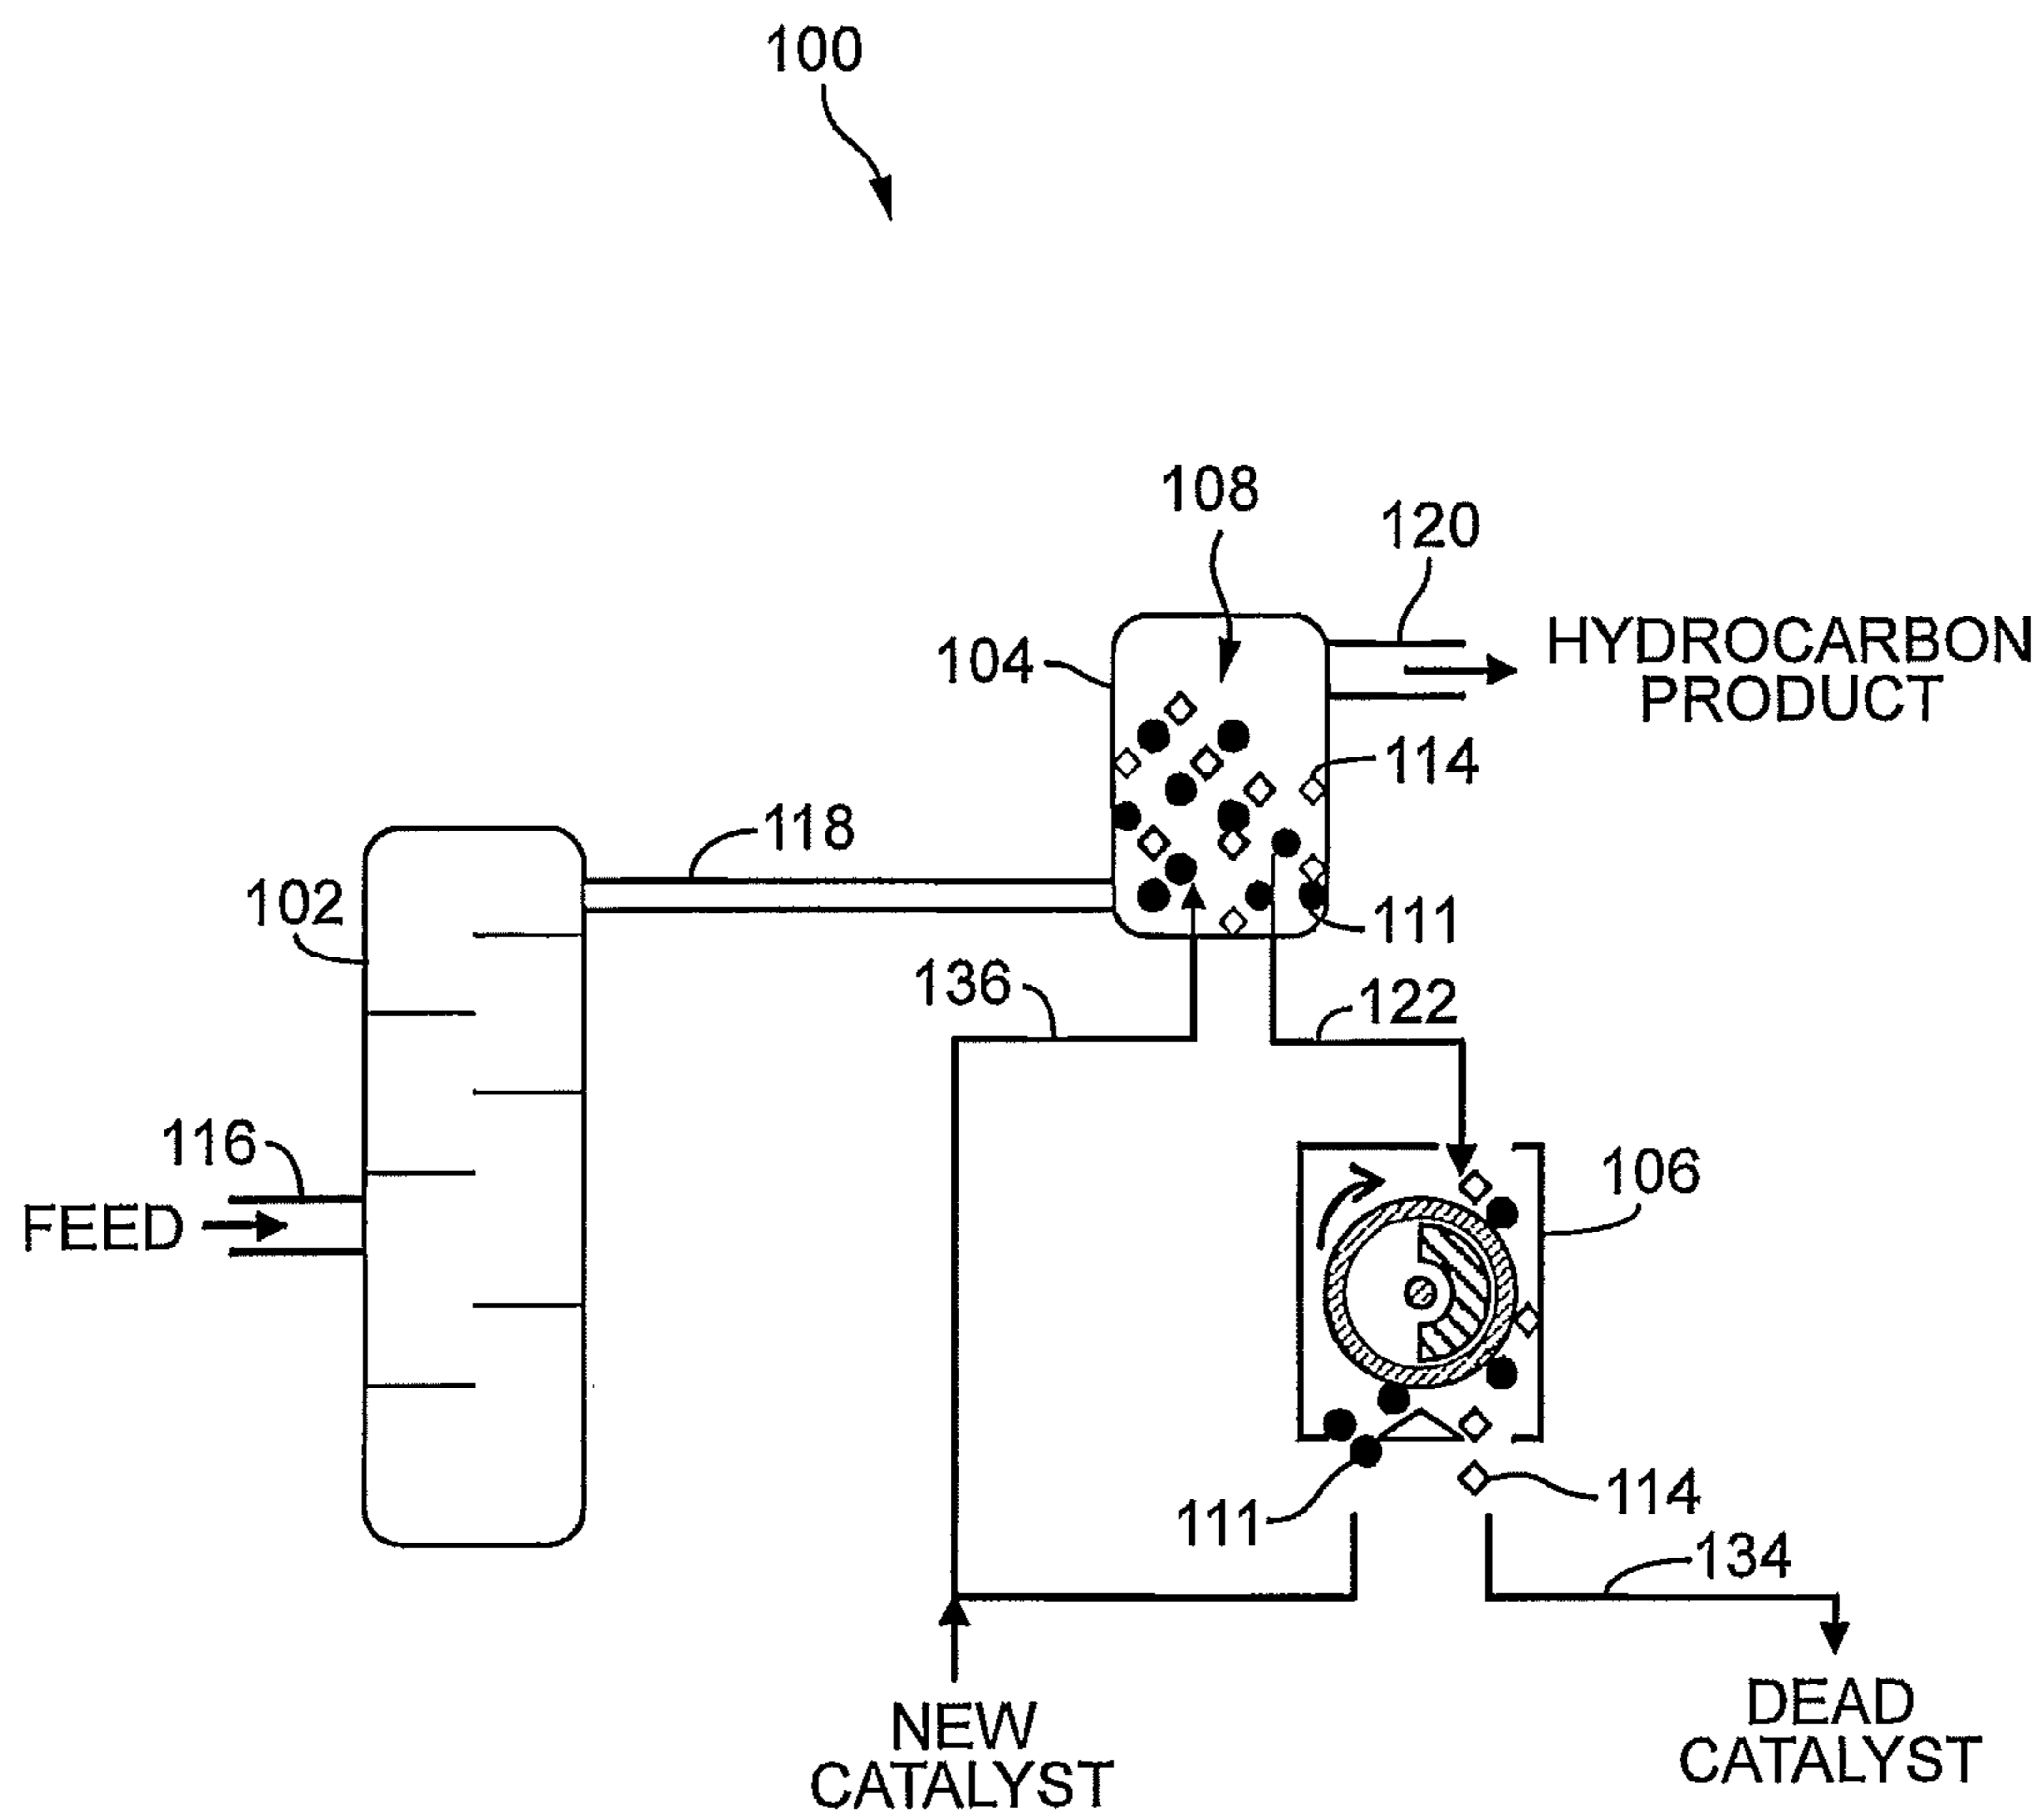 100
108
120
104
HYDROCARBON
PRODUCT
114
118
102
111
136
122
116
106
FEED
111
114
134
NEW
CATALYST
DEAD
CATALYST